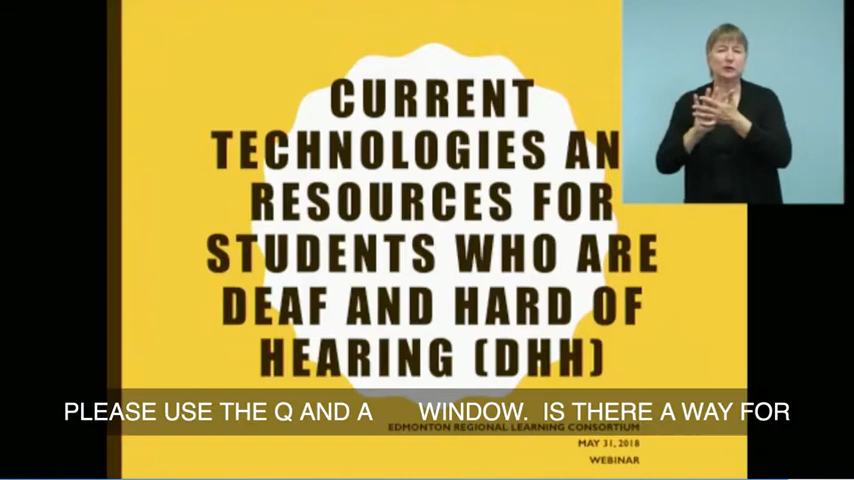 CURRENT
TECHNOLOGIES AN
RESOURCES FOR
STUDENTS WHO ARE
DEAF AND HARD OF
HEARING (DHH)
PLEASE USE THE Q AND A WINDOW. IS THERE A WAY FOR
EDMONTON REGIONAL LEARNING CONSORTIUM
MAY 31, 2018
WEBINAR